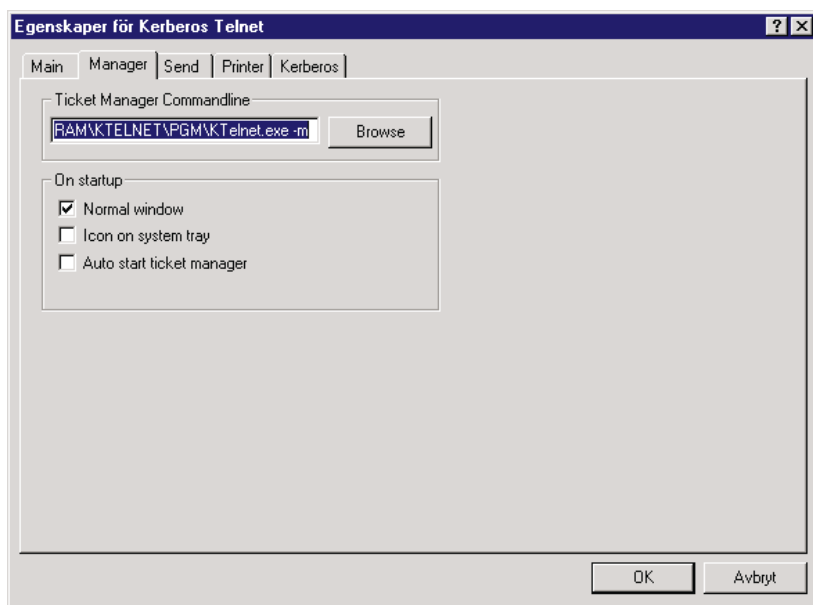 Egenskaper för Kerberos Telnet
Main Manager Send Printer Kerberos
Ticket Manager Commandline
RAM\KTELNET\PGM\KTelnet.exe -m Browse
On startup
Normal window
Icon on system tray
Auto start ticket manager
OK Avbryt